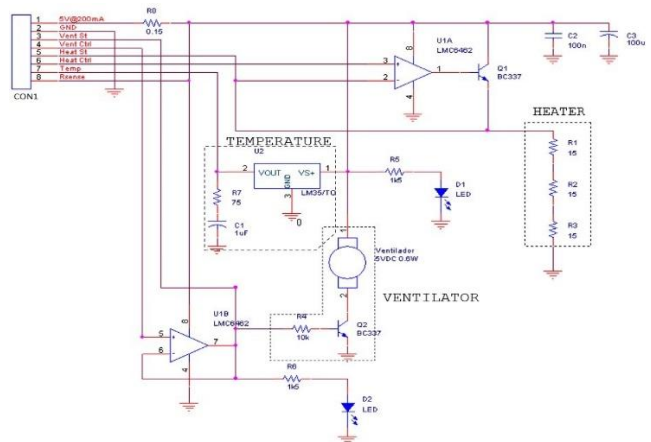 1 5V@200mA
2 GND
3 Vent St
4 Vent Ctrl
5 Heat St
6 Heat Ctrl
7 Temp
8 Rsense
CON1
R8
0.15
U1A
LMC6462
8
3
+
2
-
1
4
Q1
BC337
C2
100n
C3
100u
HEATER
R1
15
R2
15
R3
15
TEMPERATURE
U2
2
VOUT
VS+
1
GND
3
LM35/TO
0
R7
75
C1
1uF
R5
1k5
D1
LED
1
Ventilador
5VDC 0.6W
2
VENTILATOR
U1B
LMC6462
8
5
+
6
-
7
4
R4
10k
Q2
BC337
R6
1k5
D2
LED